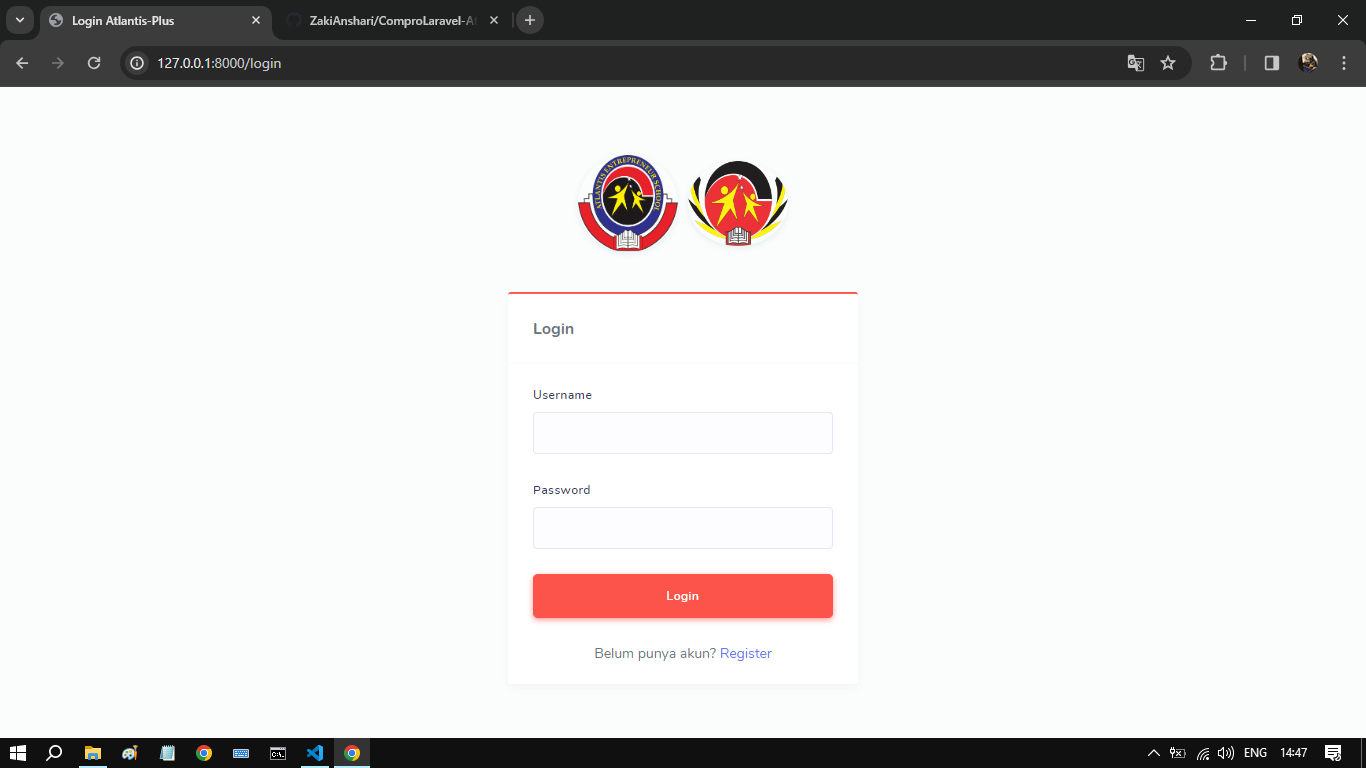 Login Atlantis-Plus
ZakiAnshari/ComproLaravel-At
127.0.0.1:8000/login
ATLANTIS ENTREPRENEUR SCHOOL
Login
Username
Password
Login
Belum punya akun? Register
ENG
14:47